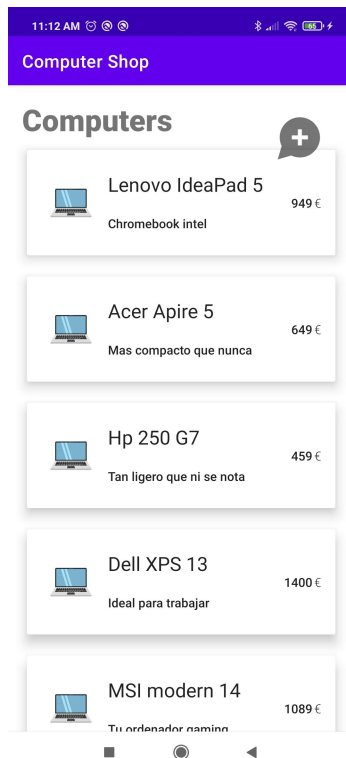 11:12 AM
65
Computer Shop
Computers
Lenovo IdeaPad 5
949 €
Chromebook intel
Acer Apire 5
649 €
Mas compacto que nunca
Hp 250 G7
459 €
Tan ligero que ni se nota
Dell XPS 13
1400 €
Ideal para trabajar
MSI modern 14
1089 €
Tu ordenador gaming